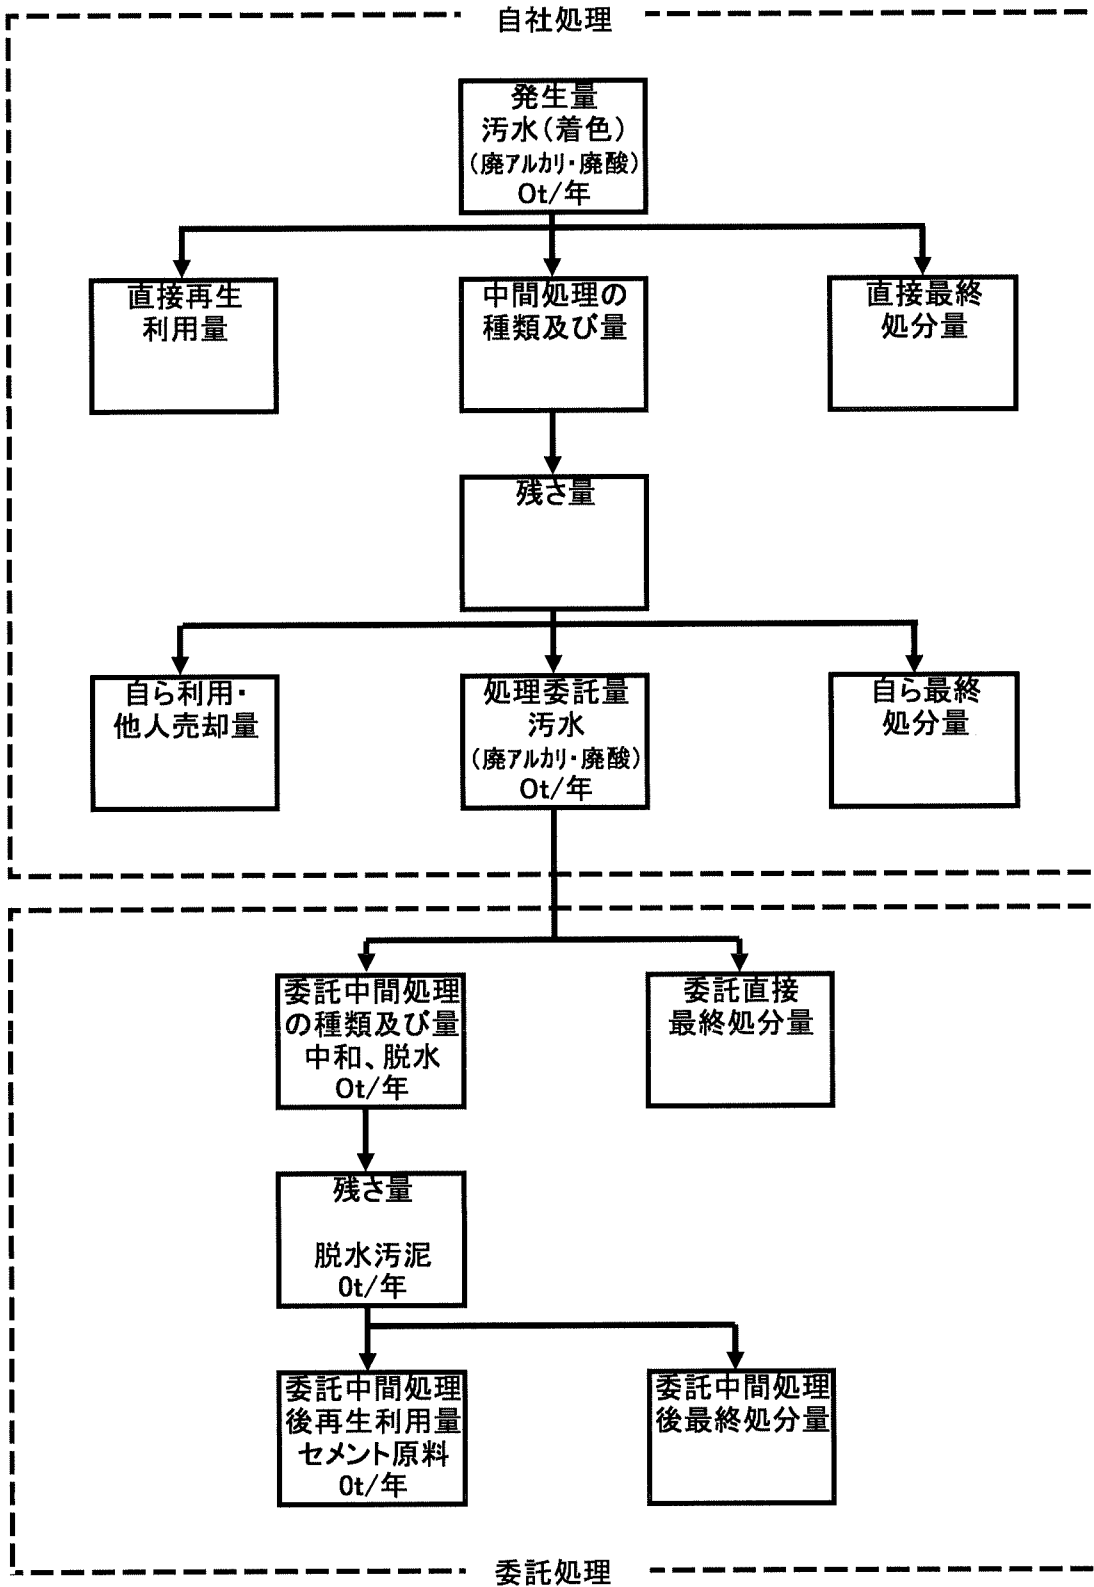 自社処理
発生量
汚水（着色）
（廃アルカリ・廃酸）
0t/年
直接再生
利用量
中間処理の
種類及び量
直接最終
処分量
残さ量
自ら利用・
他人売却量
処理委託量
汚水
（廃アルカリ・廃酸）
0t/年
自ら最終
処分量
委託中間処理
の種類及び量
中和、脱水
0t/年
委託直接
最終処分量
残さ量
脱水汚泥
0t/年
委託中間処理
後再生利用量
セメント原料
0t/年
委託中間処理
後最終処分量
委託処理